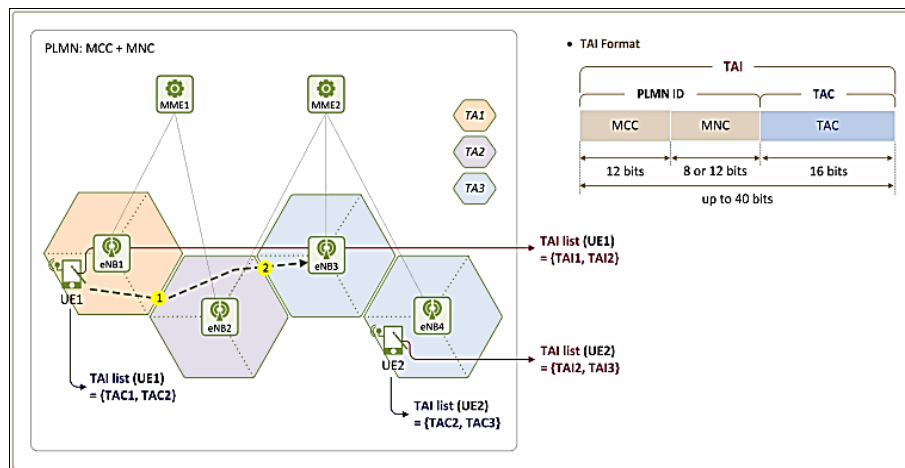 PLMN: MCC + MNC
MME1
MME2
TA1
TA2
TA3
eNB1
eNB2
eNB3
eNB4
UE1
UE2
1
2
TAI list (UE1)
= {TAC1, TAC2}
TAI list (UE2)
= {TAC2, TAC3}
TAI list (UE1)
= {TAI1, TAI2}
TAI list (UE2)
= {TAI2, TAI3}
• TAI Format
TAI
PLMN ID
TAC
MCC
MNC
TAC
12 bits
8 or 12 bits
16 bits
up to 40 bits